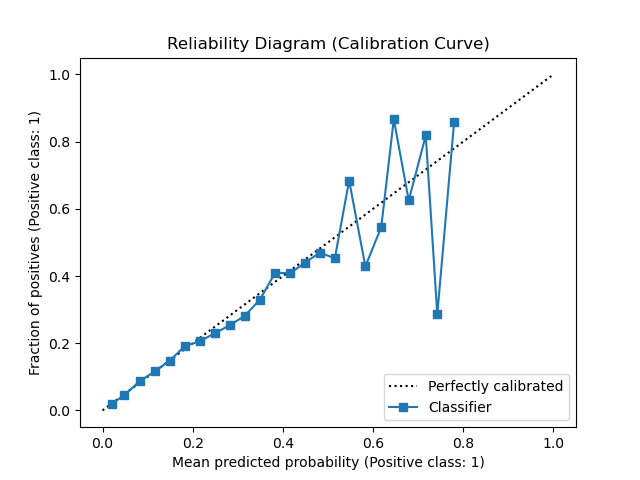 Reliability Diagram (Calibration Curve)
1.0
0.8
0.6
0.4
0.2
0.0
Fraction of positives (Positive class: 1)
Perfectly calibrated
Classifier
0.0 0.2 0.4 0.6 0.8 1.0
Mean predicted probability (Positive class: 1)